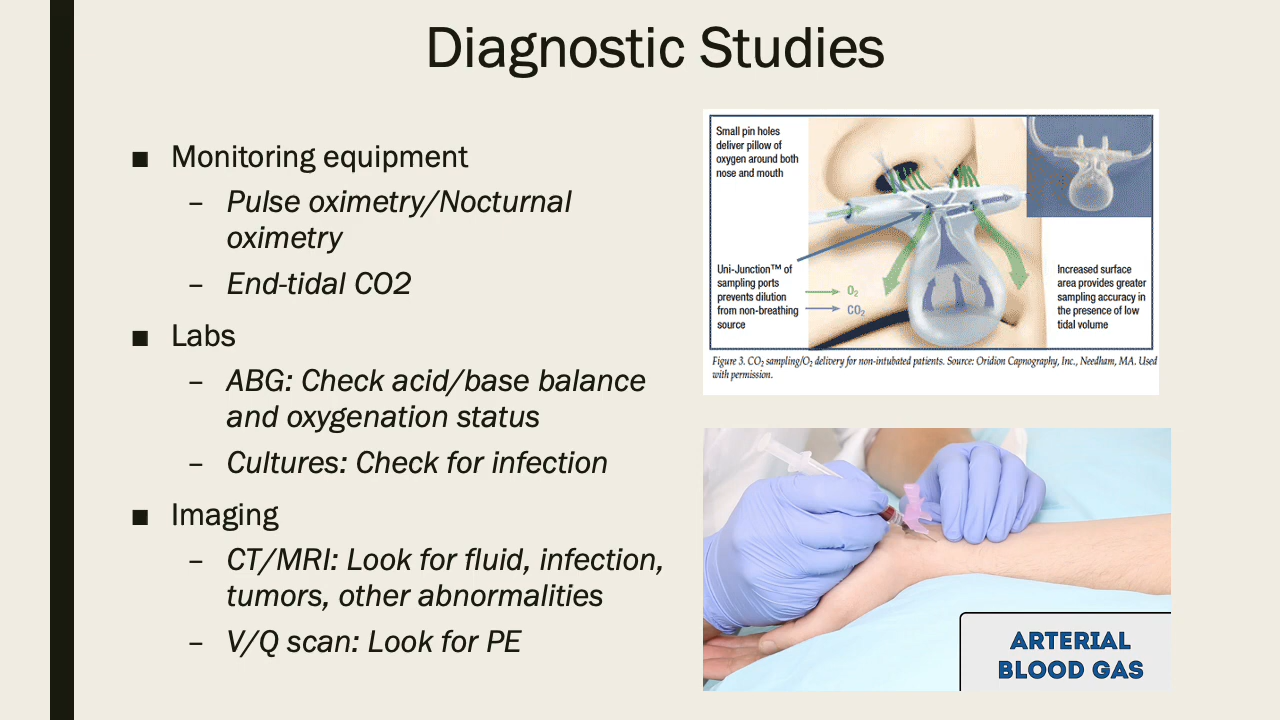 Diagnostic Studies
■ Monitoring equipment
– Pulse oximetry/Nocturnal
oximetry
– End-tidal CO2
■ Labs
– ABG: Check acid/base balance
and oxygenation status
– Cultures: Check for infection
■ Imaging
– CT/MRI: Look for fluid, infection,
tumors, other abnormalities
– V/Q scan: Look for PE
Small pin holes
deliver pillow of
oxygen around both
nose and mouth
Uni-Junction™ of
sampling ports
prevents dilution
from non-breathing
source
O₂
CO₂
Increased surface
area provides greater
sampling accuracy in
the presence of low
tidal volume
Figure 3. CO₂ sampling/O₂ delivery for non-intubated patients. Source: Oridion Capnography, Inc., Needham, MA. Used
with permission.
ARTERIAL
BLOOD GAS